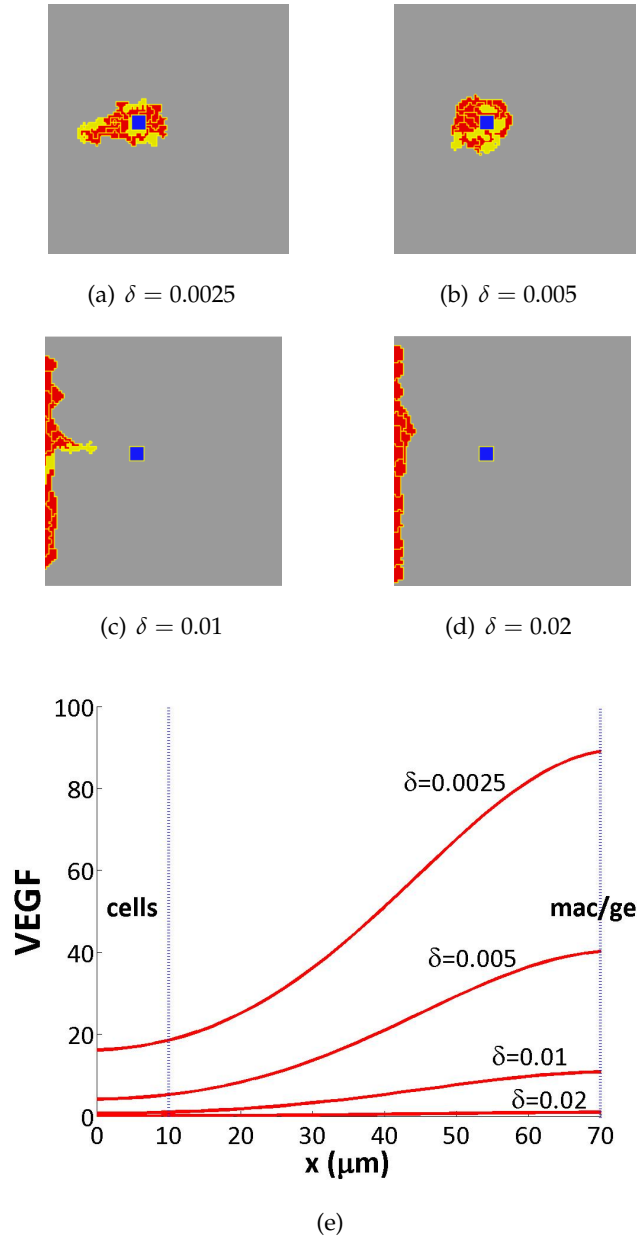 (a) δ = 0.0025
(b) δ = 0.005
(c) δ = 0.01
(d) δ = 0.02
100
80
60
40
20
0
VEGF
cells
mac/ge
δ=0.0025
δ=0.005
δ=0.01
δ=0.02
0 10 20 30 40 50 60 70
x (μm)
(e)